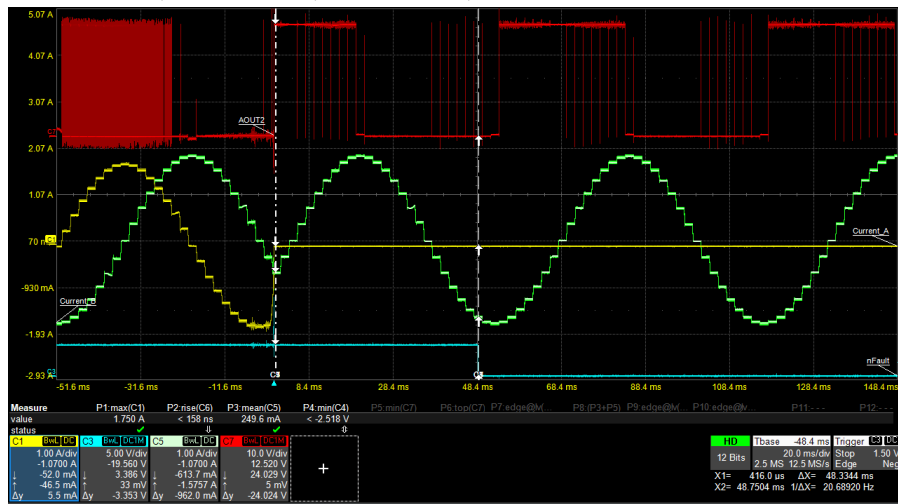 5.07 A
4.07 A
3.07 A
AOUT2
2.07 A
1.07 A
Current_A
-930 mA
Current_B
-1.93 A
nFault
-2.93 A
C3
-51.6 ms -31.6 ms -11.6 ms 8.4 ms 28.4 ms 48.4 ms 68.4 ms 88.4 ms 108.4 ms 128.4 ms 148.4 ms
Measure P1:max(C1) P2:rise(C6) P3:mean(C5) P4:min(C4) P5:min(C7) P6:top(C7) P7:edge@M( P8:(P3+P5) P9:edge@M( P10:edge@v( P11:--- P12:---
value 1.750 A < 158 ns 249.6 mA < -2.518 V
status
C1 BwL DC C3 BwL DC1M C5 BwL DC C7 BwL DC1M
1.00 A/div 5.00 V/div 1.00 A/div 10.0 V/div
-1.0700 A -19.560 V -1.0700 A 12.520 V
↓ -52.0 mA ↓ 3.386 V ↓ -613.7 mA ↓ 24.029 V
↑ -46.5 mA ↑ 33 mV ↑ -1.5757 A ↑ 5 mV
Δy 5.5 mA Δy -3.353 V Δy -962.0 mA Δy -24.024 V
+
HD Tbase -48.4 ms Trigger C3 DC
12 Bits 20.0 ms/div Stop 1.50 V
2.5 MS 12.5 MS/s Edge Neg
X1= 416.0 µs ΔX= 48.3344 ms
X2= 48.7504 ms 1/ΔX= 20.68920 Hz